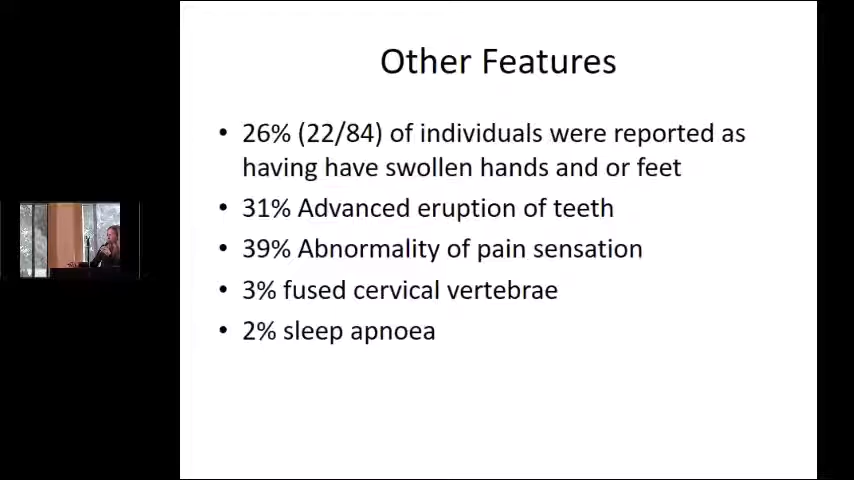 Other Features
• 26% (22/84) of individuals were reported as
having have swollen hands and or feet
• 31% Advanced eruption of teeth
• 39% Abnormality of pain sensation
• 3% fused cervical vertebrae
• 2% sleep apnoea